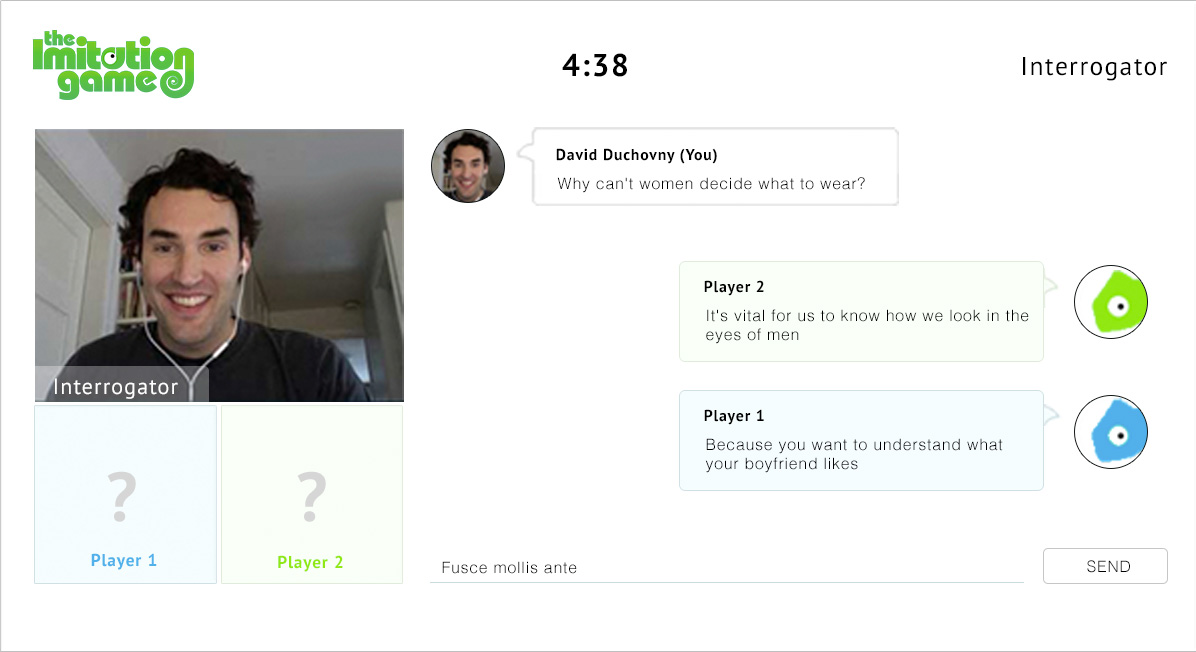 the
Imitation
game
4:38
Interrogator
David Duchovny (You)
Why can't women decide what to wear?
Player 2
It's vital for us to know how we look in the
eyes of men
Player 1
Because you want to understand what
your boyfriend likes
Interrogator
?
Player 1
?
Player 2
Fusce mollis ante
SEND